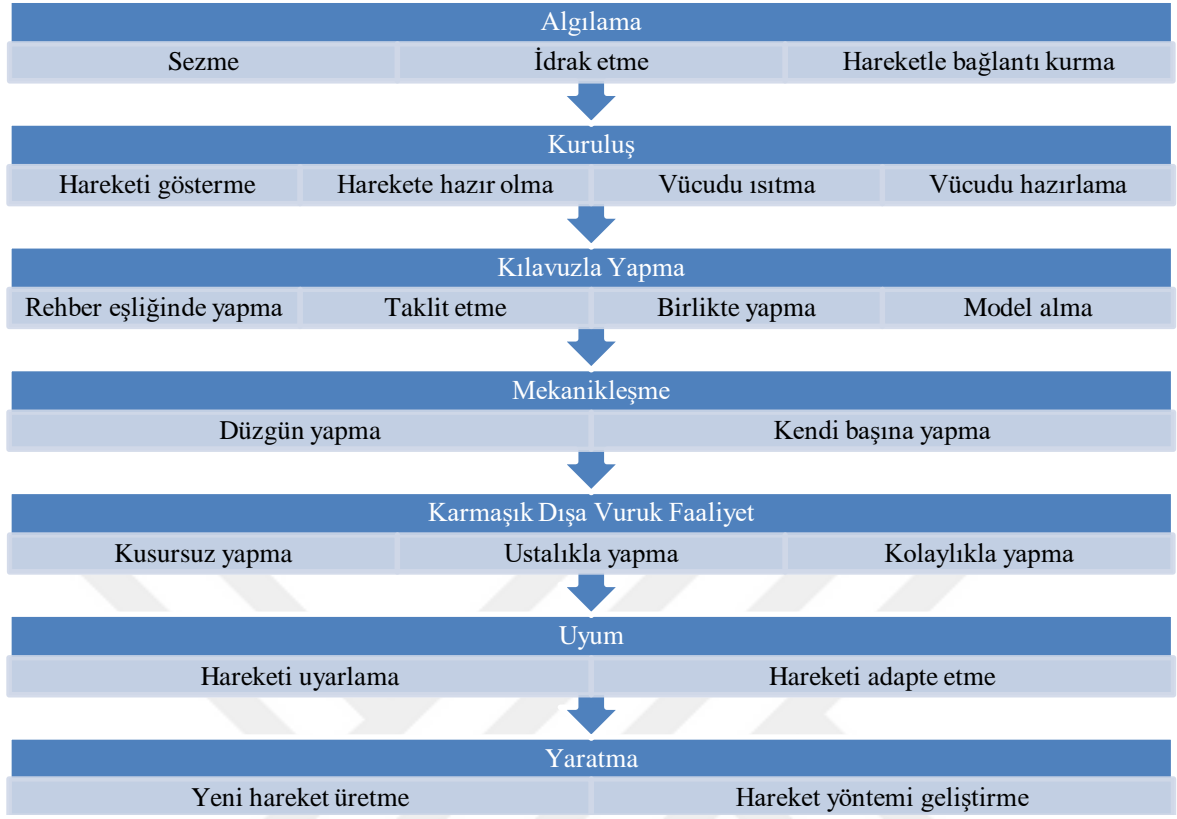 Algılama
Sezme İdrak etme Hareketle bağlantı kurma
Kuruluş
Hareketi gösterme Harekete hazır olma Vücudu ısıtma Vücudu hazırlama
Kılavuzla Yapma
Rehber eşliğinde yapma Taklit etme Birlikte yapma Model alma
Mekanikleşme
Düzgün yapma Kendi başına yapma
Karmaşık Dışa Vuruk Faaliyet
Kusursuz yapma Ustalıkla yapma Kolaylıkla yapma
Uyum
Hareketi uyarlama Hareketi adapte etme
Yaratma
Yeni hareket üretme Hareket yöntemi geliştirme